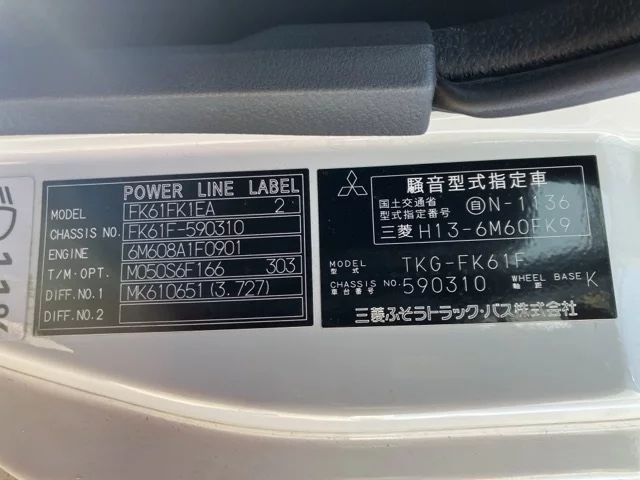 POWER LINE LABEL
MODEL FK61FK1EA 2
CHASSIS NO. FK61F-590310
ENGINE 6M608A1F0901
T/M・OPT. M050S6F166 303
DIFF.NO.1 MK610651(3.727)
DIFF.NO.2
騒音型式指定車
国土交通省
型式指定番号 自N-1136
三菱H13-6M60FK9
MODEL
型式 TKG-FK61F
CHASSIS NO.
車台番号 590310
WHEEL BASE
軸距 K
三菱ふそうトラック・バス株式会社